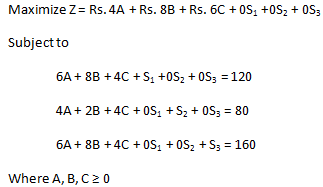 Maximize Z = Rs. 4A + Rs. 8B + Rs. 6C + 0S₁ +0S₂ + 0S₃
Subject to
6A + 8B + 4C + S₁ +0S₂ + 0S₃ = 120
4A + 2B + 4C + 0S₁ + S₂ + 0S₃ = 80
6A + 8B + 4C + 0S₁ + 0S₂ + S₃ = 160
Where A, B, C ≥ 0